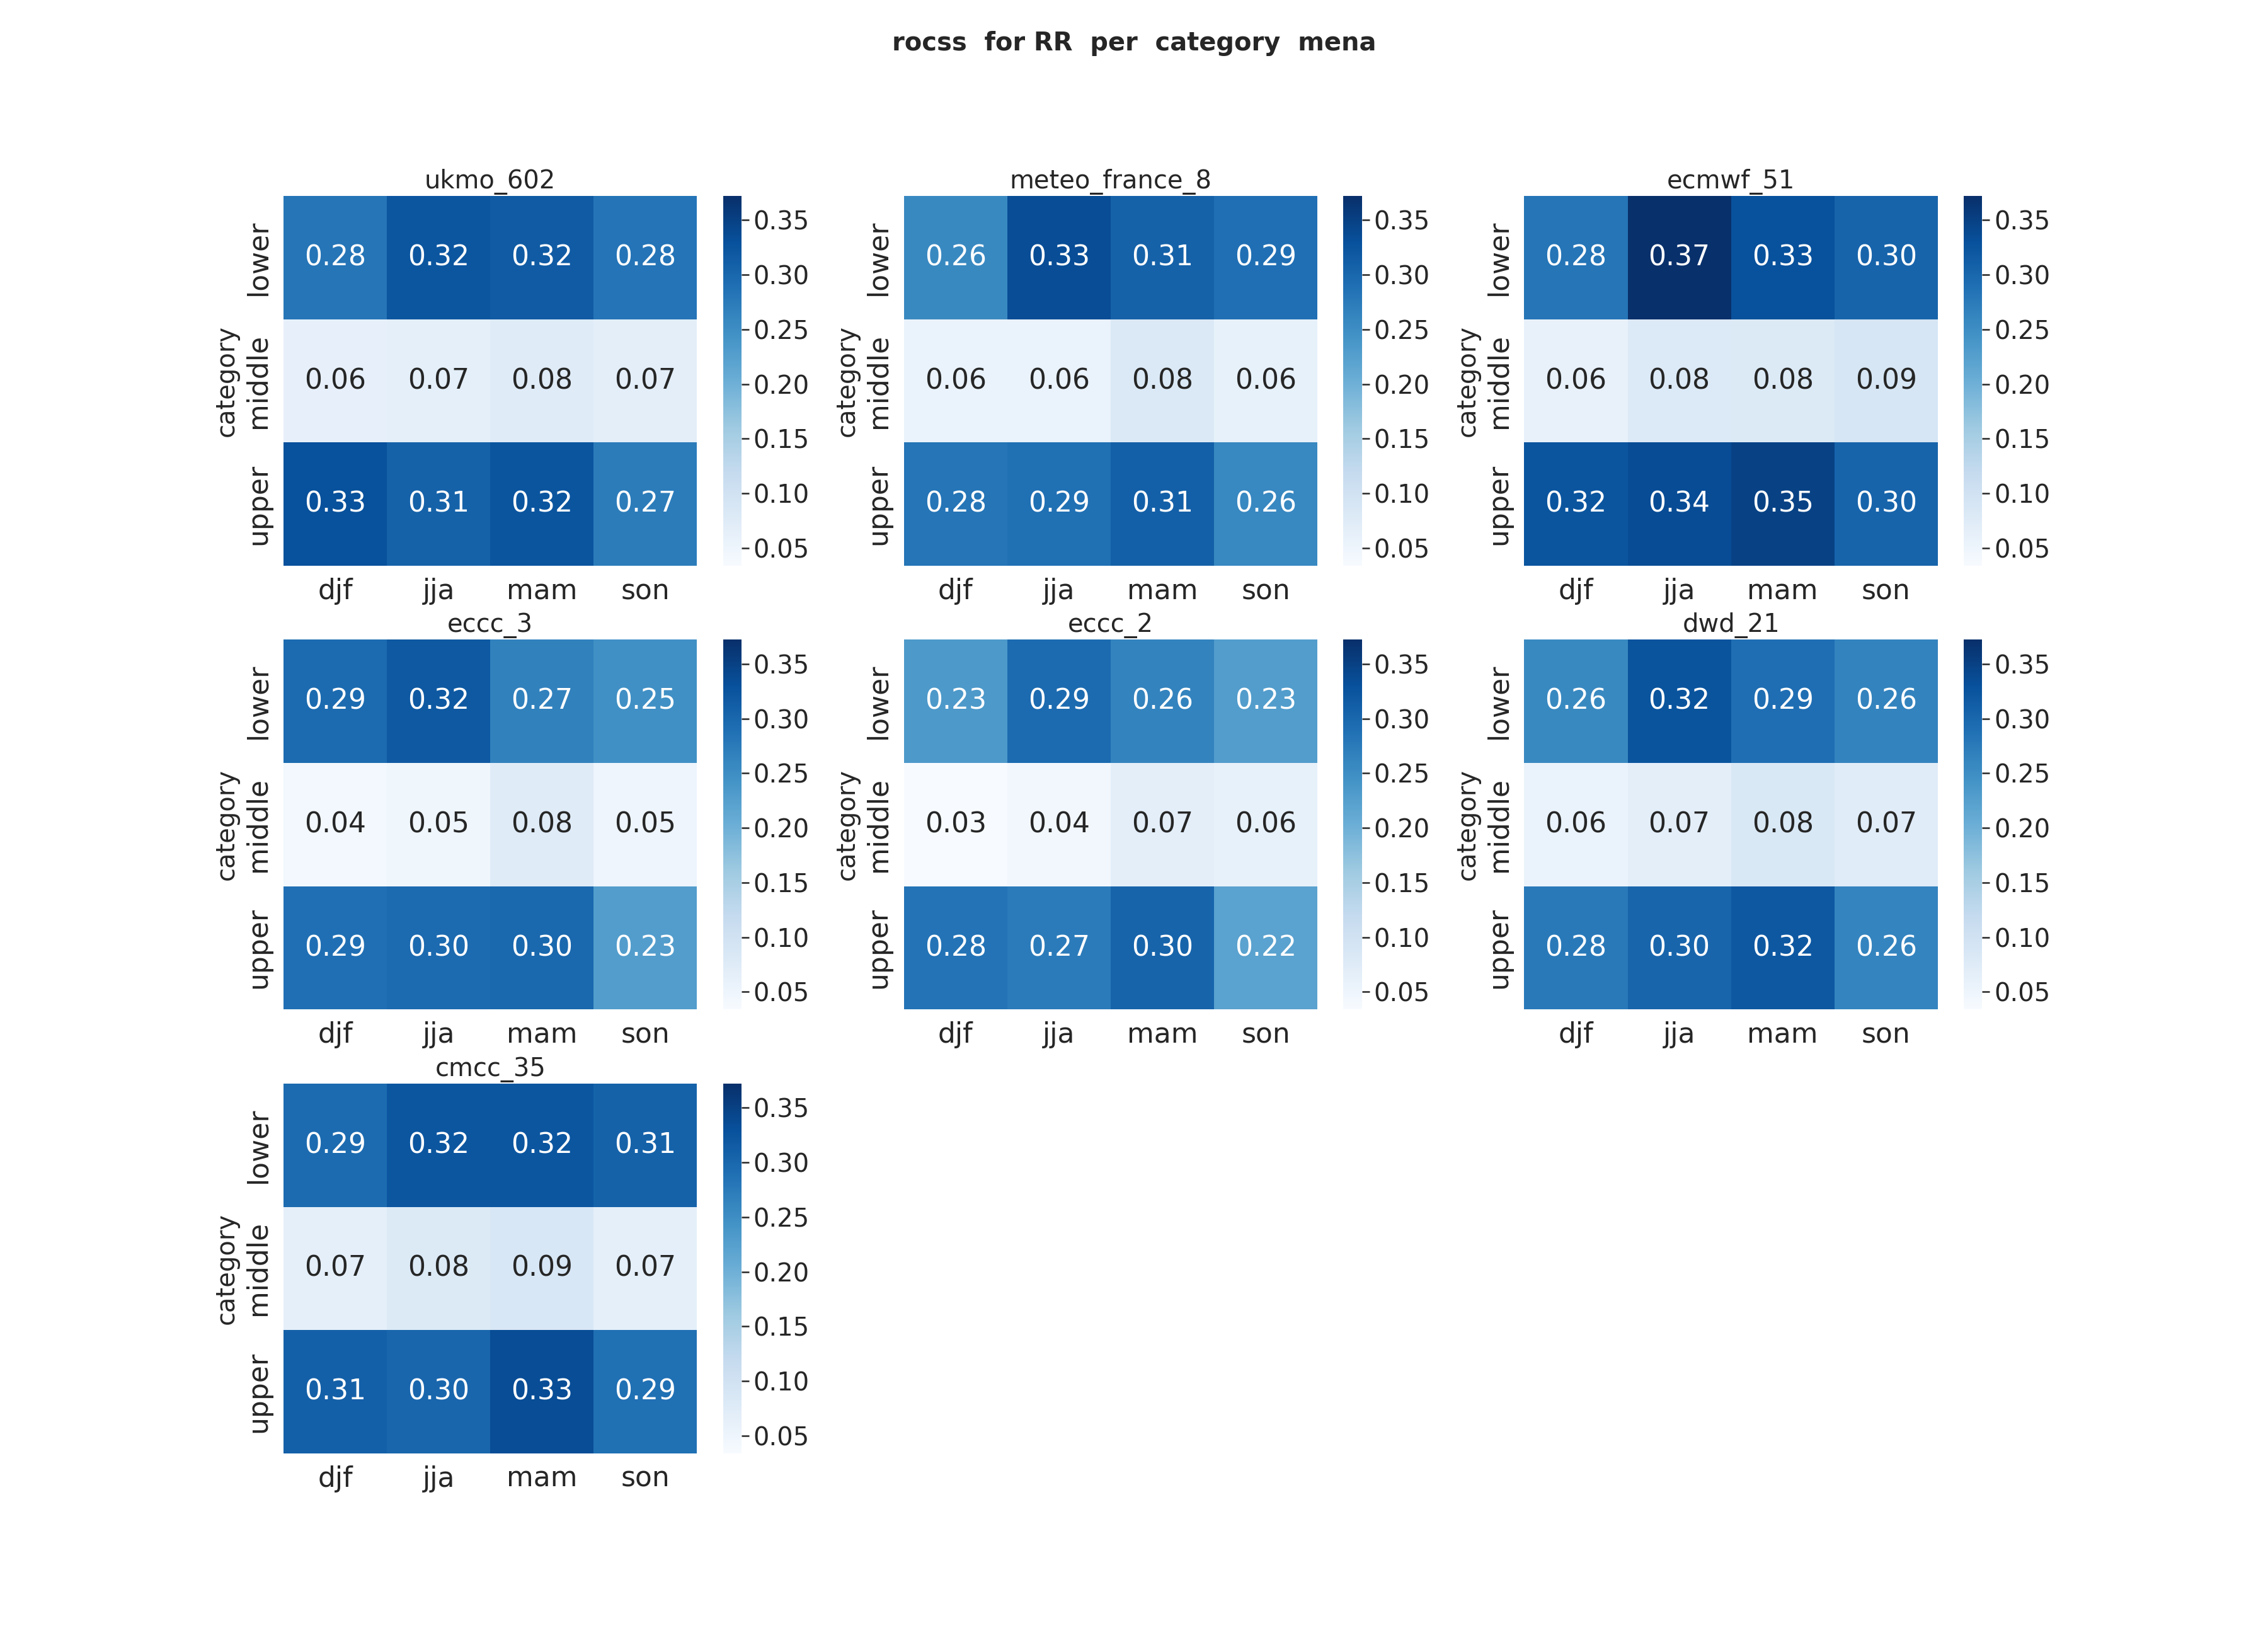 rocss for RR per category mena
ukmo_602
category
lower
middle
upper
0.28 0.32 0.32 0.28
0.06 0.07 0.08 0.07
0.33 0.31 0.32 0.27
djf jja mam son
0.35
0.30
0.25
0.20
0.15
0.10
0.05
meteo_france_8
category
lower
middle
upper
0.26 0.33 0.31 0.29
0.06 0.06 0.08 0.06
0.28 0.29 0.31 0.26
djf jja mam son
0.35
0.30
0.25
0.20
0.15
0.10
0.05
ecmwf_51
category
lower
middle
upper
0.28 0.37 0.33 0.30
0.06 0.08 0.08 0.09
0.32 0.34 0.35 0.30
djf jja mam son
0.35
0.30
0.25
0.20
0.15
0.10
0.05
eccc_3
category
lower
middle
upper
0.29 0.32 0.27 0.25
0.04 0.05 0.08 0.05
0.29 0.30 0.30 0.23
djf jja mam son
0.35
0.30
0.25
0.20
0.15
0.10
0.05
eccc_2
category
lower
middle
upper
0.23 0.29 0.26 0.23
0.03 0.04 0.07 0.06
0.28 0.27 0.30 0.22
djf jja mam son
0.35
0.30
0.25
0.20
0.15
0.10
0.05
dwd_21
category
lower
middle
upper
0.26 0.32 0.29 0.26
0.06 0.07 0.08 0.07
0.28 0.30 0.32 0.26
djf jja mam son
0.35
0.30
0.25
0.20
0.15
0.10
0.05
cmcc_35
category
lower
middle
upper
0.29 0.32 0.32 0.31
0.07 0.08 0.09 0.07
0.31 0.30 0.33 0.29
djf jja mam son
0.35
0.30
0.25
0.20
0.15
0.10
0.05